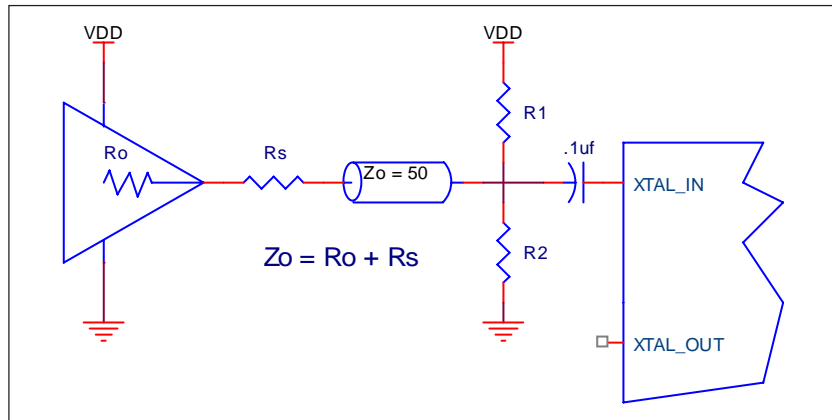 VDD
VDD
R1
Ro
Rs
.1uf
Zo = 50
XTAL_IN
R2
Zo = Ro + Rs
XTAL_OUT